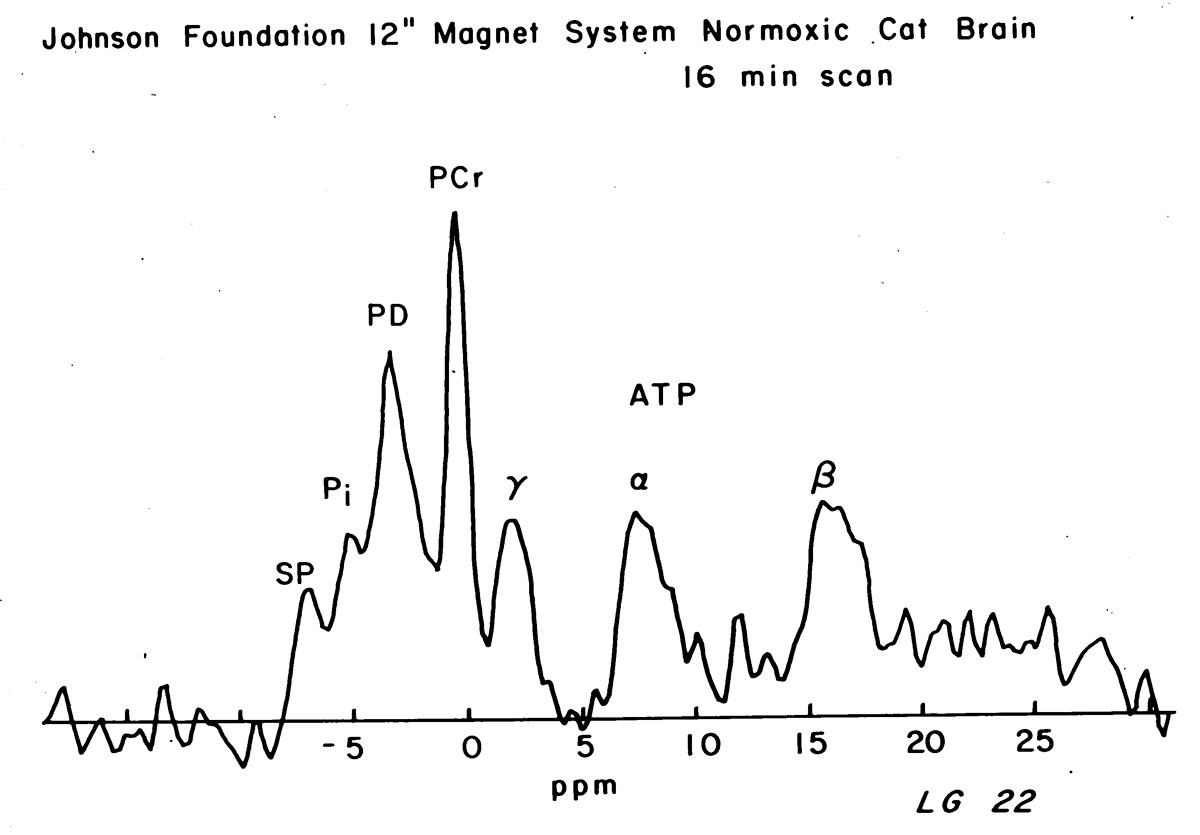 Johnson Foundation 12" Magnet System Normoxic Cat Brain
16 min scan
PCr
PD
ATP
Pi
γ
α
β
SP
-5 0 5 10 15 20 25
ppm
LG 22